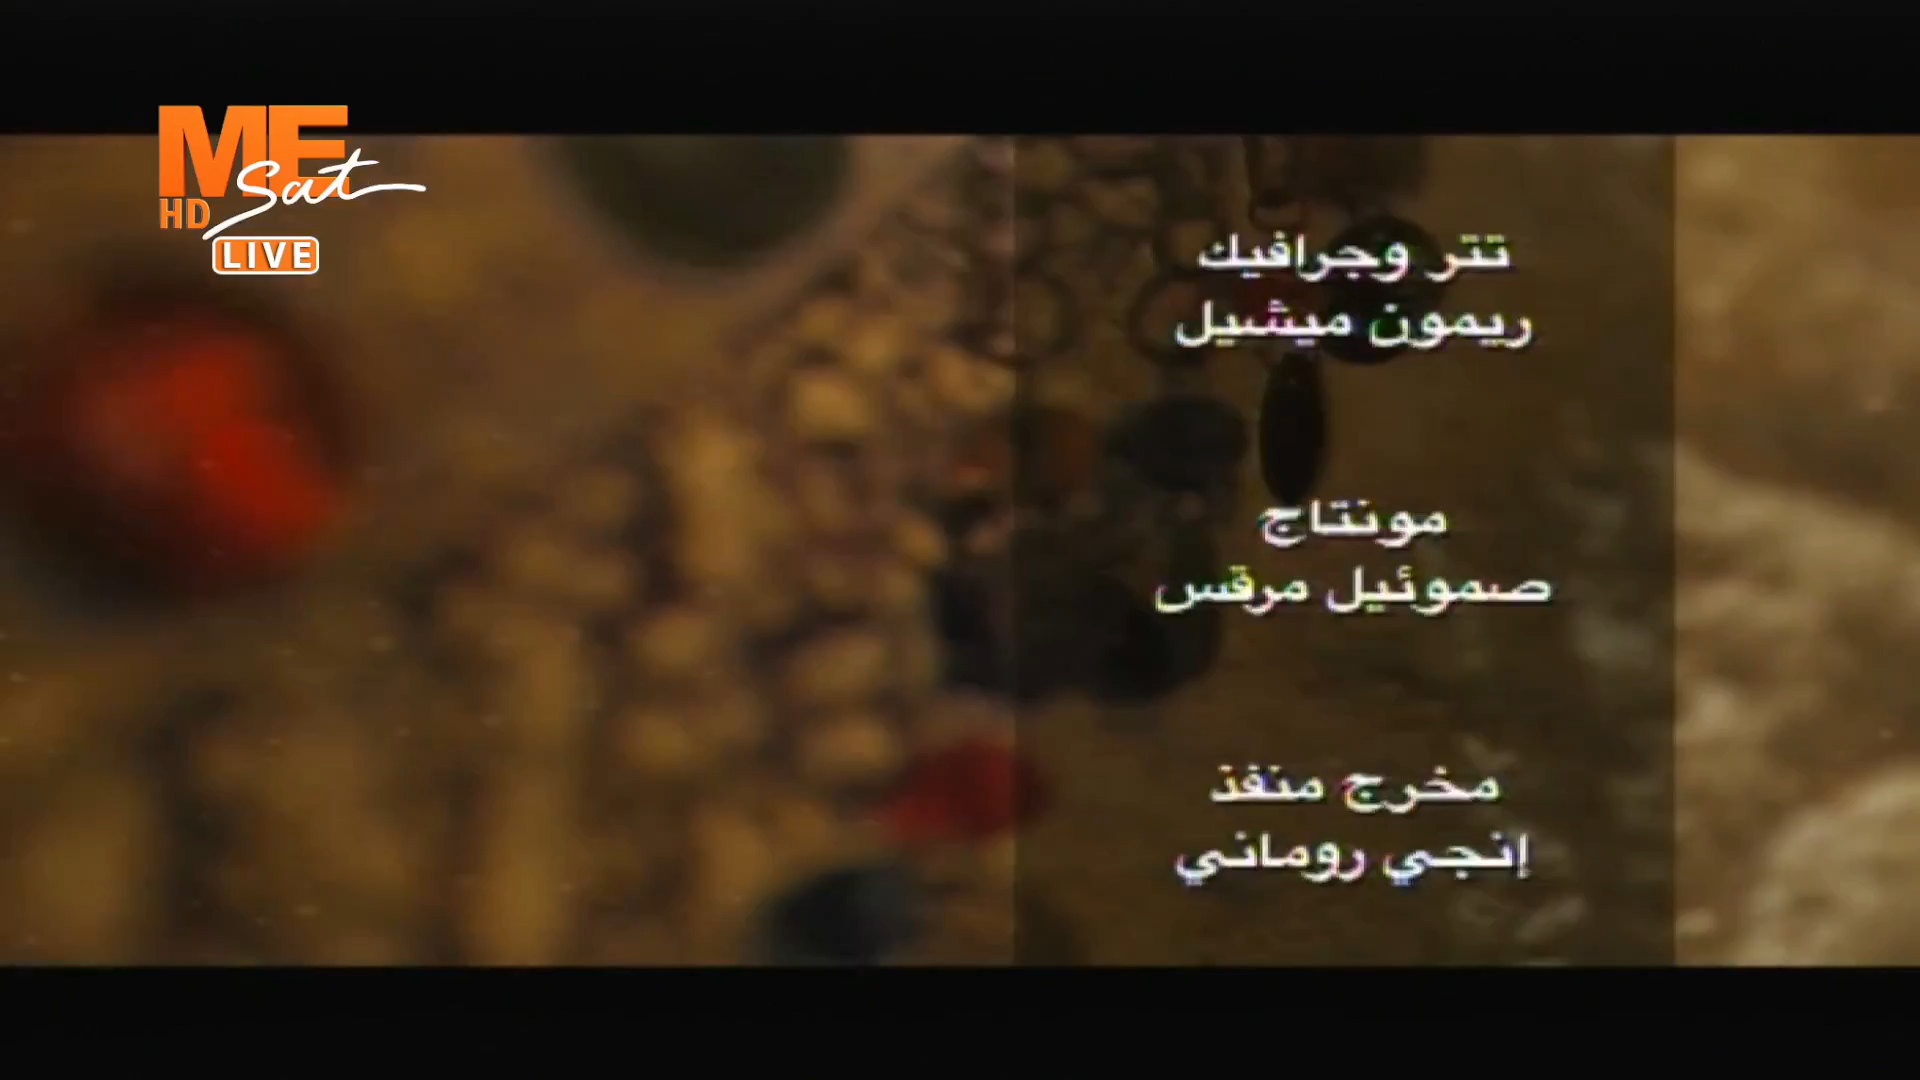 ME
Sat
HD
LIVE
تتر وجرافيك
ريمون ميشيل
مونتاج
صموئيل مرقس
مخرج منفذ
إنجي روماني